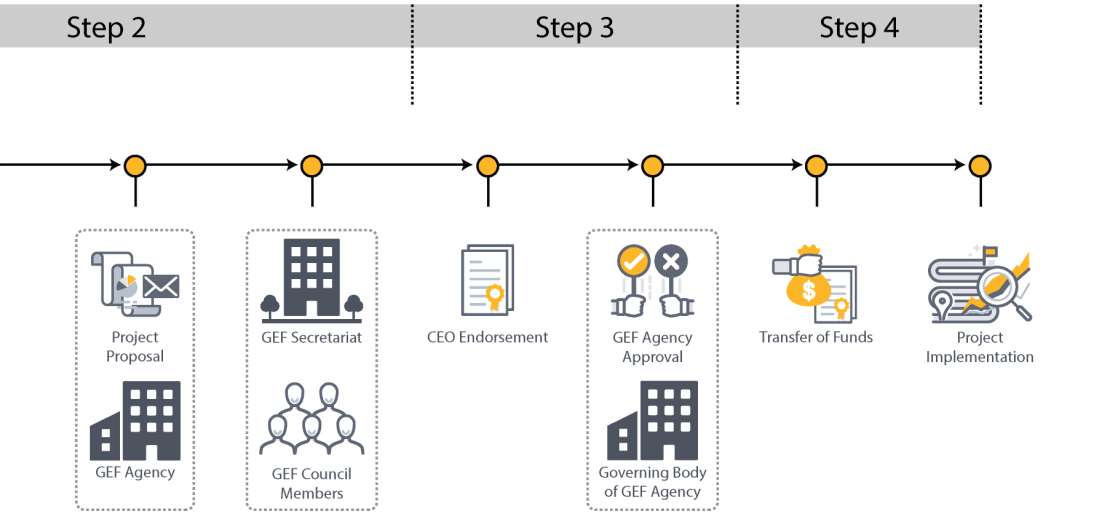 Step 2
Step 3
Step 4
Project
Proposal
GEF Agency
GEF Secretariat
GEF Council
Members
CEO Endorsement
GEF Agency
Approval
Governing Body
of GEF Agency
$
Transfer of Funds
Project
Implementation